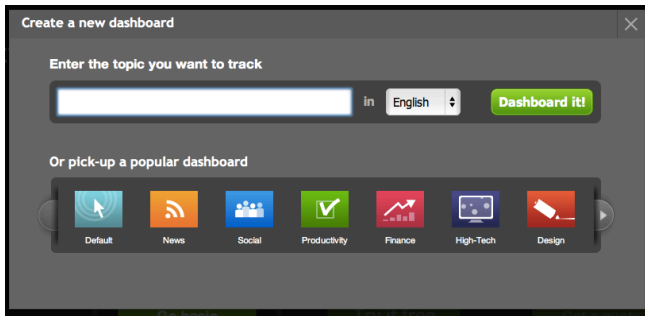 Create a new dashboard
Enter the topic you want to track
in English Dashboard it!
Or pick-up a popular dashboard
Default News Social Productivity Finance High-Tech Design